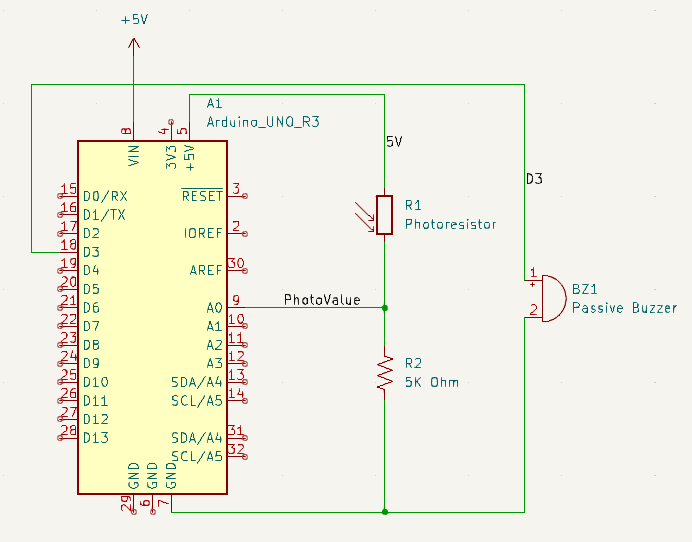 +5V
A1
Arduino_UNO_R3
8
4
5
VIN
3V3
+5V
5V
15
D0/RX
RESET
3
16
D1/TX
17
D2
IOREF
2
18
D3
19
D4
AREF
30
20
D5
21
D6
A0
9
PhotoValue
22
D7
A1
10
23
D8
A2
11
24
D9
A3
12
25
D10
SDA/A4
13
26
D11
SCL/A5
14
27
D12
28
D13
SDA/A4
31
SCL/A5
32
GND
GND
GND
29
6
7
R1
Photoresistor
D3
1
+
2
BZ1
Passive Buzzer
R2
5K Ohm